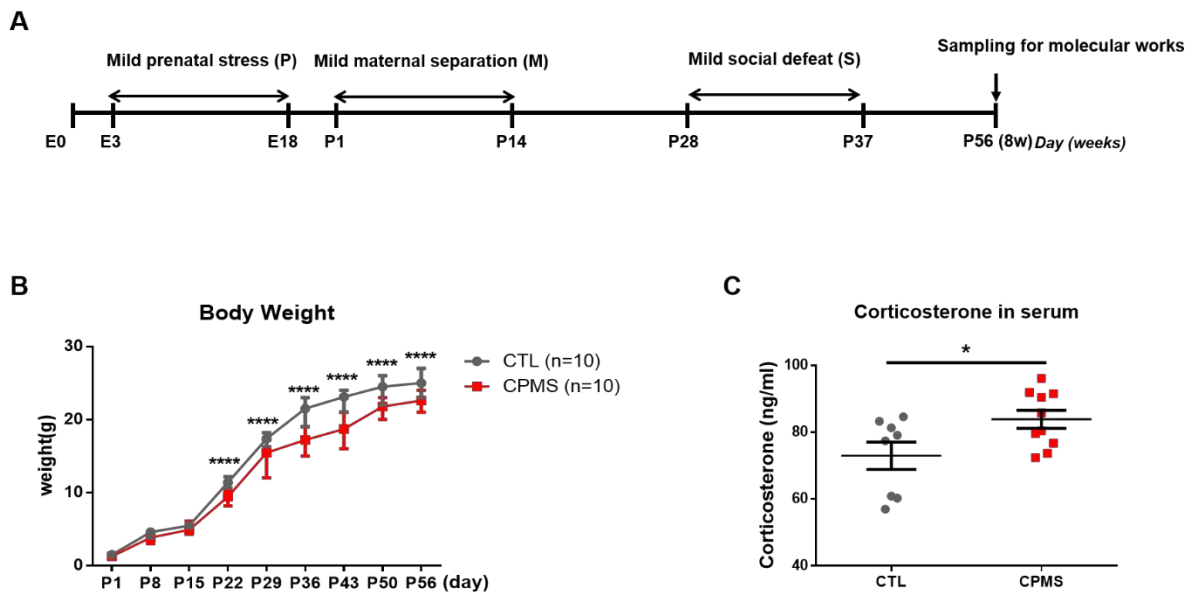 A
Mild prenatal stress (P)
Mild maternal separation (M)
Mild social defeat (S)
Sampling for molecular works
E0
E3
E18
P1
P14
P28
P37
P56 (8w) Day (weeks)
B
Body Weight
weight(g)
30
20
10
0
****
****
****
****
****
****
CTL (n=10)
CPMS (n=10)
P1 P8 P15 P22 P29 P36 P43 P50 P56 (day)
C
Corticosterone in serum
*
Corticosterone (ng/ml)
100
80
60
40
CTL
CPMS